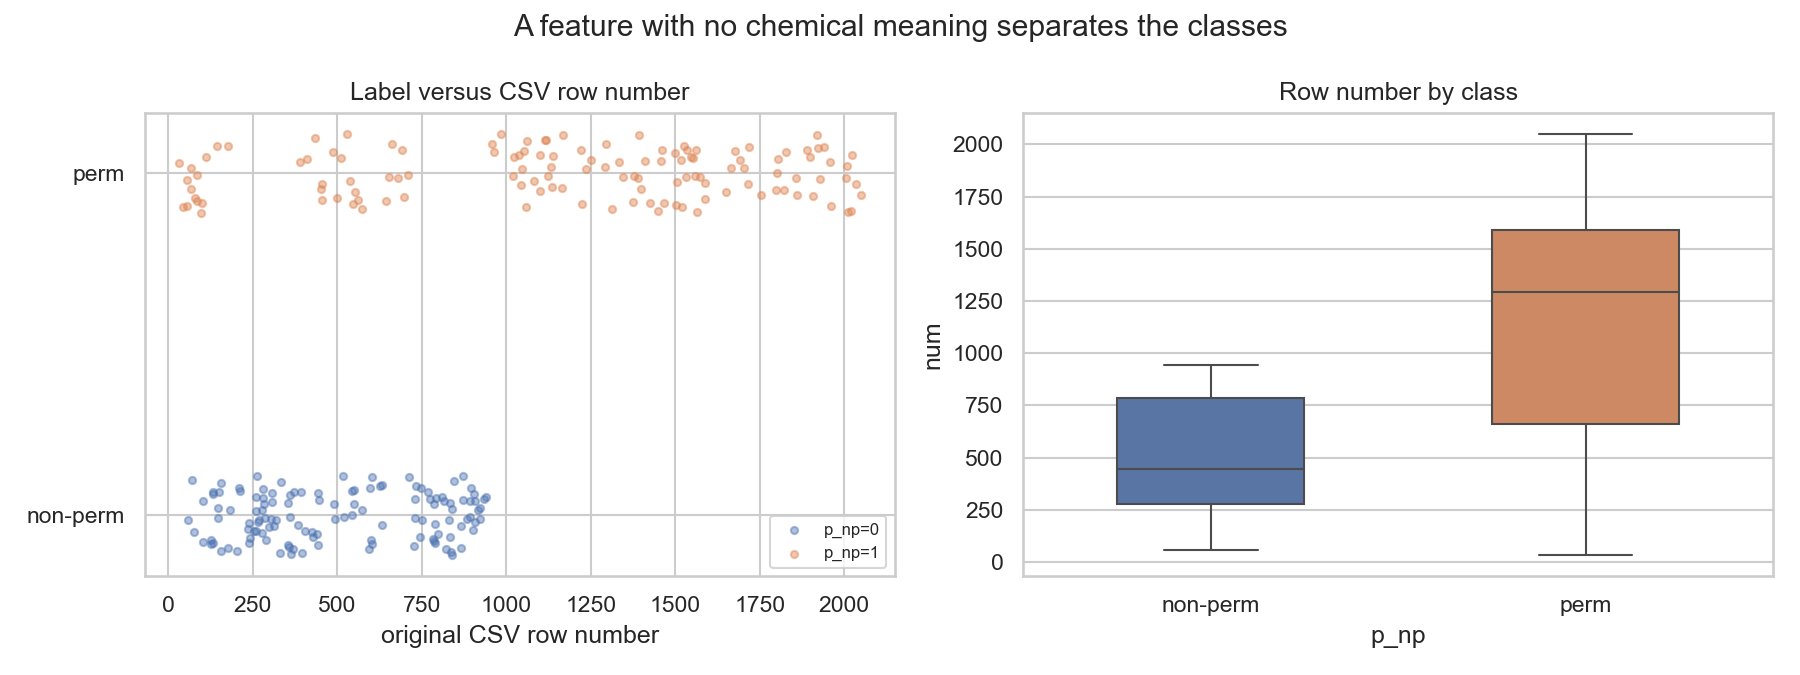 A feature with no chemical meaning separates the classes
Label versus CSV row number
perm
non-perm
p_np=0
p_np=1
0 250 500 750 1000 1250 1500 1750 2000
original CSV row number
Row number by class
num
2000
1750
1500
1250
1000
750
500
250
0
non-perm perm
p_np